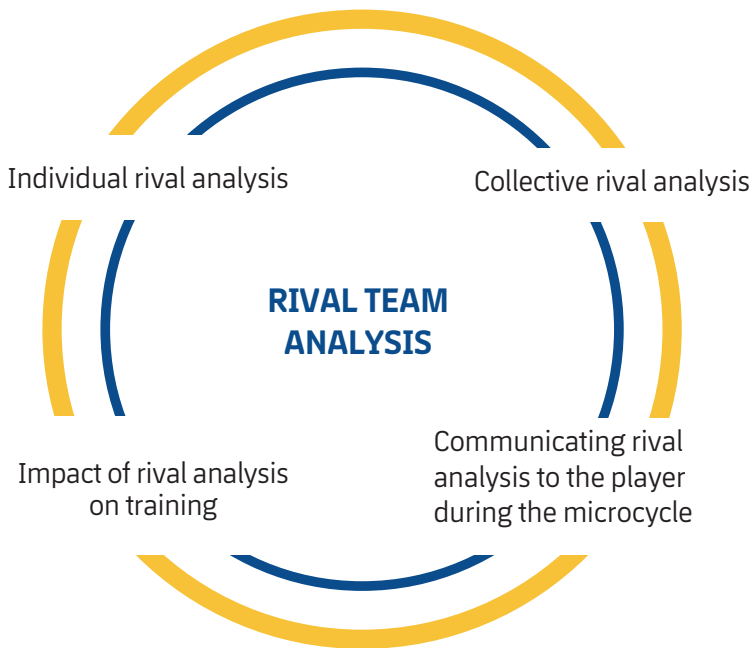 Individual rival analysis
Collective rival analysis
RIVAL TEAM
ANALYSIS
Impact of rival analysis
on training
Communicating rival
analysis to the player
during the microcycle